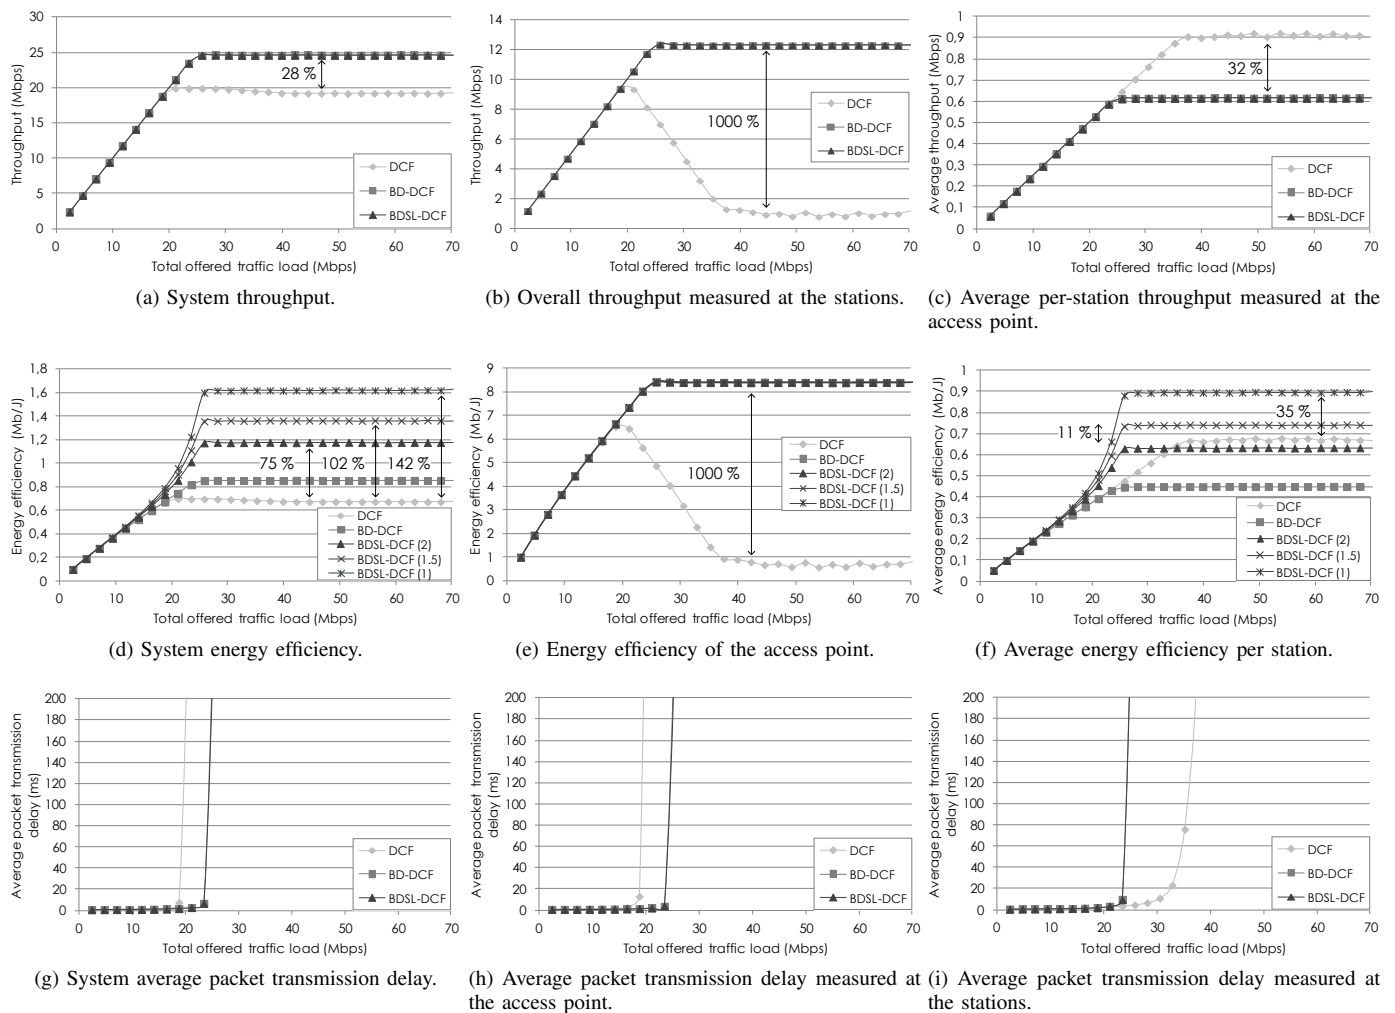 Throughput (Mbps)
30
25
20
15
10
5
0
28 %
DCF
BD-DCF
BDSL-DCF
0 10 20 30 40 50 60 70
Total offered traffic load (Mbps)
(a) System throughput.
Throughput (Mbps)
14
12
10
8
6
4
2
0
1000 %
DCF
BD-DCF
BDSL-DCF
0 10 20 30 40 50 60 70
Total offered traffic load (Mbps)
(b) Overall throughput measured at the stations.
Average throughput (Mbps)
1
0,9
0,8
0,7
0,6
0,5
0,4
0,3
0,2
0,1
0
32 %
DCF
BD-DCF
BDSL-DCF
0 10 20 30 40 50 60 70
Total offered traffic load (Mbps)
(c) Average per-station throughput measured at the
access point.
Energy efficiency (Mb/J)
1,8
1,6
1,4
1,2
1
0,8
0,6
0,4
0,2
0
75 % 102 % 142 %
DCF
BD-DCF
BDSL-DCF (2)
BDSL-DCF (1.5)
BDSL-DCF (1)
0 10 20 30 40 50 60 70
Total offered traffic load (Mbps)
(d) System energy efficiency.
Energy efficiency (Mb/J)
9
8
7
6
5
4
3
2
1
0
1000 %
DCF
BD-DCF
BDSL-DCF (2)
BDSL-DCF (1.5)
BDSL-DCF (1)
0 10 20 30 40 50 60 70
Total offered traffic load (Mbps)
(e) Energy efficiency of the access point.
Average energy efficiency (Mb/J)
1
0,9
0,8
0,7
0,6
0,5
0,4
0,3
0,2
0,1
0
11 %
35 %
DCF
BD-DCF
BDSL-DCF (2)
BDSL-DCF (1.5)
BDSL-DCF (1)
0 10 20 30 40 50 60 70
Total offered traffic load (Mbps)
(f) Average energy efficiency per station.
Average packet transmission
delay (ms)
200
180
160
140
120
100
80
60
40
20
0
DCF
BD-DCF
BDSL-DCF
0 10 20 30 40 50 60 70
Total offered traffic load (Mbps)
(g) System average packet transmission delay.
Average packet transmission
delay (ms)
200
180
160
140
120
100
80
60
40
20
0
DCF
BD-DCF
BDSL-DCF
0 10 20 30 40 50 60 70
Total offered traffic load (Mbps)
(h) Average packet transmission delay measured at
the access point.
Average packet transmission
delay (ms)
200
180
160
140
120
100
80
60
40
20
0
DCF
BD-DCF
BDSL-DCF
0 10 20 30 40 50 60 70
Total offered traffic load (Mbps)
(i) Average packet transmission delay measured at
the stations.